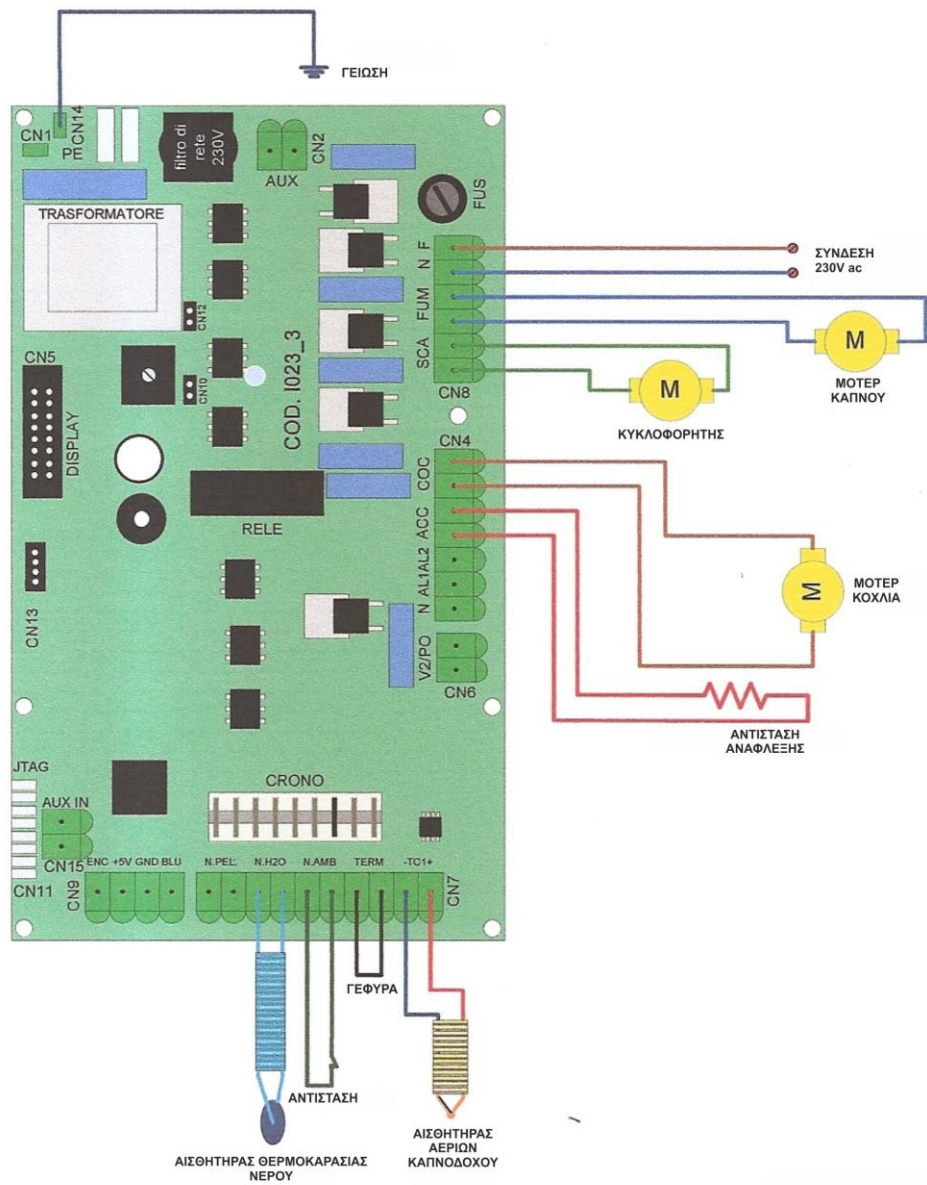 ΓΕΙΩΣΗ
CN1
PE
CN14
filtro di
rete
230V
AUX
CN2
FUS
TRASFORMATORE
CN12
CN10
CN5
DISPLAY
COD. I023_3
RELE
CN13
F
N
FUM
SCA
CN8
ΣΥΝΔΕΣΗ
230V ac
M
ΜΟΤΕΡ
ΚΑΠΝΟΥ
M
ΚΥΚΛΟΦΟΡΗΤΗΣ
CN4
COC
ACC
AL2
AL1
N
M
ΜΟΤΕΡ
ΚΟΧΛΙΑ
V2/PO
CN6
ΑΝΤΙΣΤΑΣΗ
ΑΝΑΦΛΕΞΗΣ
JTAG
AUX IN
CN15
CN11
CRONO
CN9
ENC +5V GND BLU
N.PEL. N.H2O N.AMB TERM -TC1+
CN7
ΓΕΦΥΡΑ
ΑΝΤΙΣΤΑΣΗ
ΑΙΣΘΗΤΗΡΑΣ ΘΕΡΜΟΚΑΡΑΣΙΑΣ
ΝΕΡΟΥ
ΑΙΣΘΗΤΗΡΑΣ
ΑΕΡΙΩΝ
ΚΑΠΝΟΔΟΧΟΥ